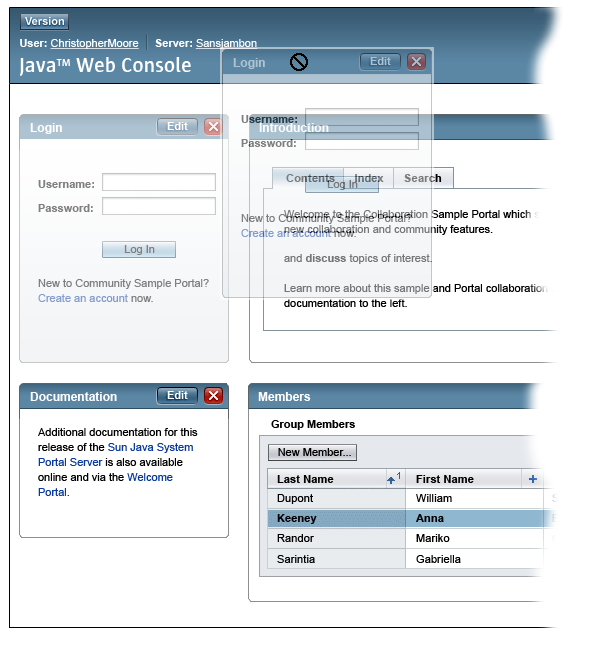 Version
User: ChristopherMoore Server: Sansjambon
Java™ Web Console
Login Edit
Username:
Password:
Log In
New to Community Sample Portal?
Create an account now.
Login Edit
Username:
Password:
Log In
New to Community Sample Portal?
Create an account now.
Introduction
Contents Index Search
Welcome to the Collaboration Sample Portal which
new collaboration and community features.
and discuss topics of interest.
Learn more about this sample and Portal collaboration
documentation to the left.
Documentation Edit
Additional documentation for this
release of the Sun Java System
Portal Server is also available
online and via the Welcome
Portal.
Members
Group Members
New Member...
Last Name 1 First Name +
Dupont William
Keeney Anna
Randor Mariko
Sarintia Gabriella